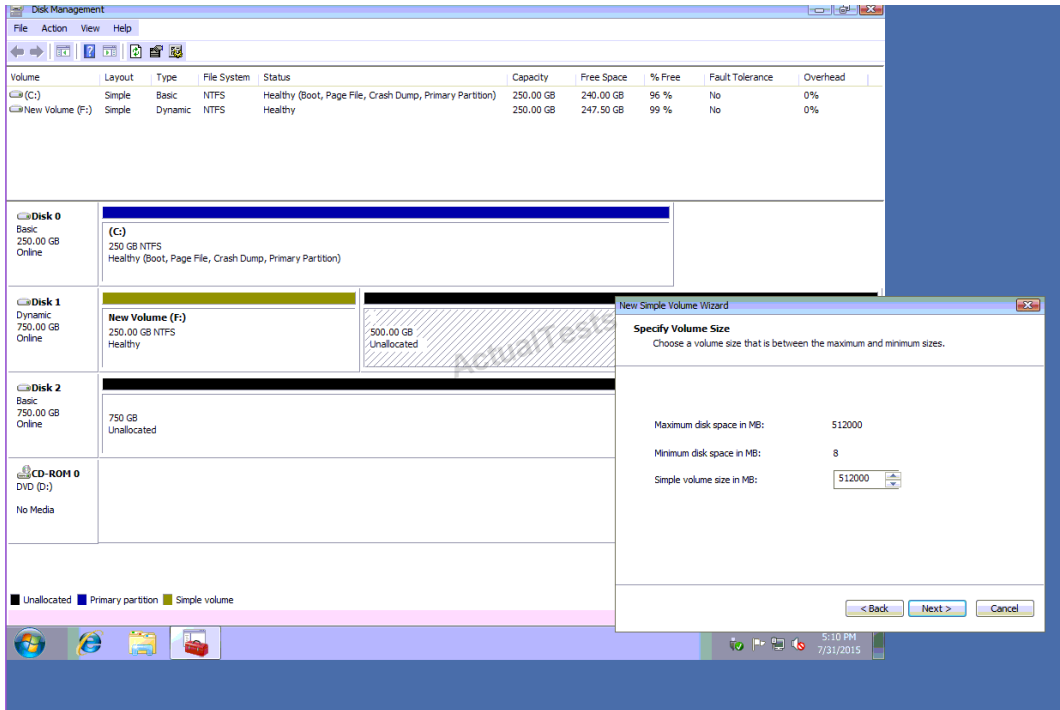 Disk Management
File Action View Help
Volume Layout Type File System Status Capacity Free Space % Free Fault Tolerance Overhead
(C:) Simple Basic NTFS Healthy (Boot, Page File, Crash Dump, Primary Partition) 250.00 GB 240.00 GB 96 % No 0%
New Volume (F:) Simple Dynamic NTFS Healthy 250.00 GB 247.50 GB 99 % No 0%
Disk 0
Basic
250.00 GB
Online
(C:)
250 GB NTFS
Healthy (Boot, Page File, Crash Dump, Primary Partition)
Disk 1
Dynamic
750.00 GB
Online
New Volume (F:)
250.00 GB NTFS
Healthy
500.00 GB
Unallocated
ActualTests
Disk 2
Basic
750.00 GB
Online
750 GB
Unallocated
CD-ROM 0
DVD (D:)
No Media
Unallocated Primary partition Simple volume
New Simple Volume Wizard
Specify Volume Size
Choose a volume size that is between the maximum and minimum sizes.
Maximum disk space in MB: 512000
Minimum disk space in MB: 8
Simple volume size in MB: 512000
< Back Next > Cancel
5:10 PM
7/31/2015